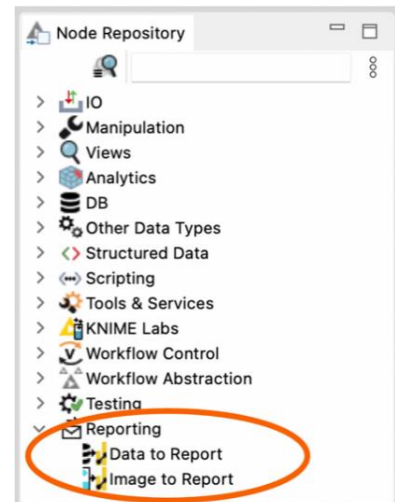 Node Repository
IO
Manipulation
Views
Analytics
DB
Other Data Types
Structured Data
Scripting
Tools & Services
KNIME Labs
Workflow Control
Workflow Abstraction
Testing
Reporting
Data to Report
Image to Report